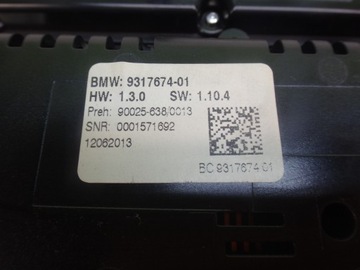 BMW: 9317674-01
HW: 1.3.0 SW: 1.10.4
Preh: 90025-638/0013
SNR: 0001571692
12062013
BC 9317674-01